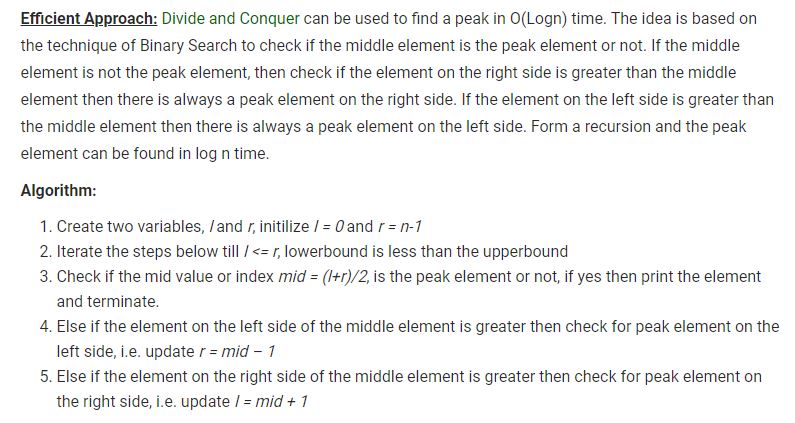 Efficient Approach: Divide and Conquer can be used to find a peak in O(Logn) time. The idea is based on
the technique of Binary Search to check if the middle element is the peak element or not. If the middle
element is not the peak element, then check if the element on the right side is greater than the middle
element then there is always a peak element on the right side. If the element on the left side is greater than
the middle element then there is always a peak element on the left side. Form a recursion and the peak
element can be found in log n time.
Algorithm:
1. Create two variables, l and r, initilize l = 0 and r = n-1
2. Iterate the steps below till l <= r, lowerbound is less than the upperbound
3. Check if the mid value or index mid = (l+r)/2, is the peak element or not, if yes then print the element
and terminate.
4. Else if the element on the left side of the middle element is greater then check for peak element on the
left side, i.e. update r = mid – 1
5. Else if the element on the right side of the middle element is greater then check for peak element on
the right side, i.e. update l = mid + 1